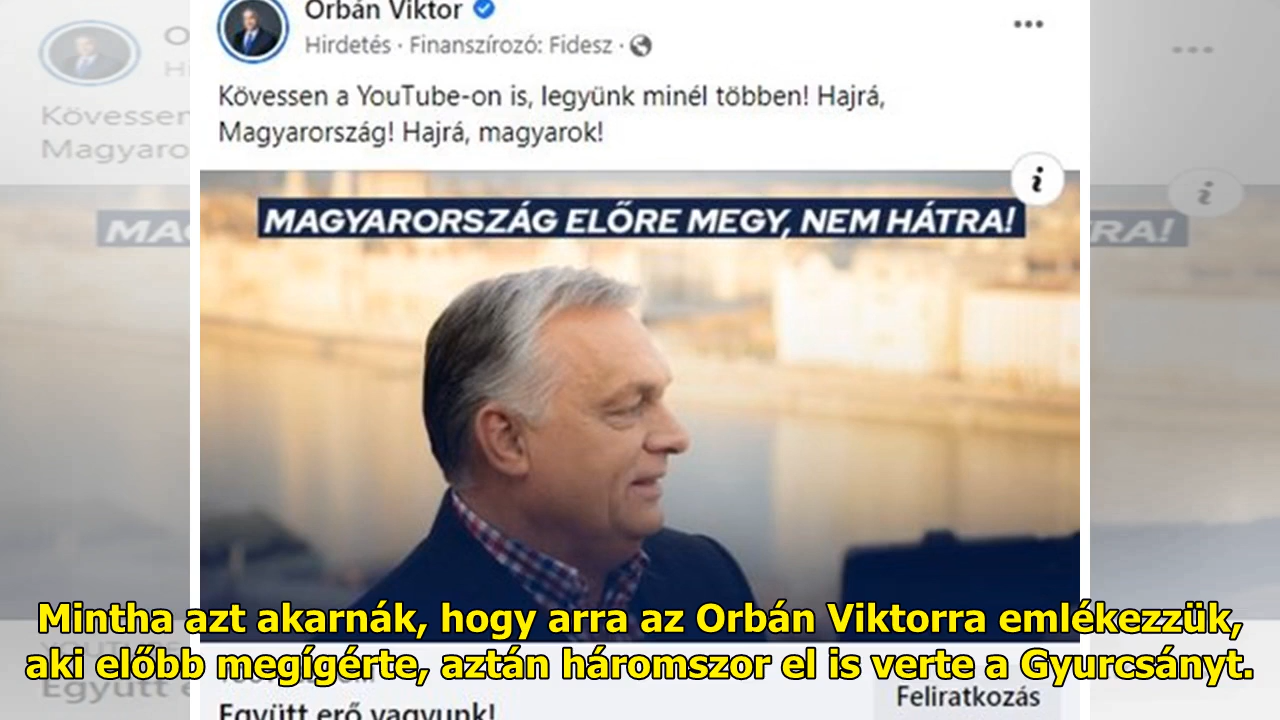 Orbán Viktor
Hirdetés · Finanszírozó: Fidesz ·
Kövessen a YouTube-on is, legyünk minél többen! Hajrá,
Magyarország! Hajrá, magyarok!
MAGYARORSZÁG ELŐRE MEGY, NEM HÁTRA!
Mintha azt akarnák, hogy arra az Orbán Viktorra emlékezzük,
aki előbb megígérte, aztán háromszor el is verte a Gyurcsányt.
Feliratkozás
Együtt erő vagyunk!